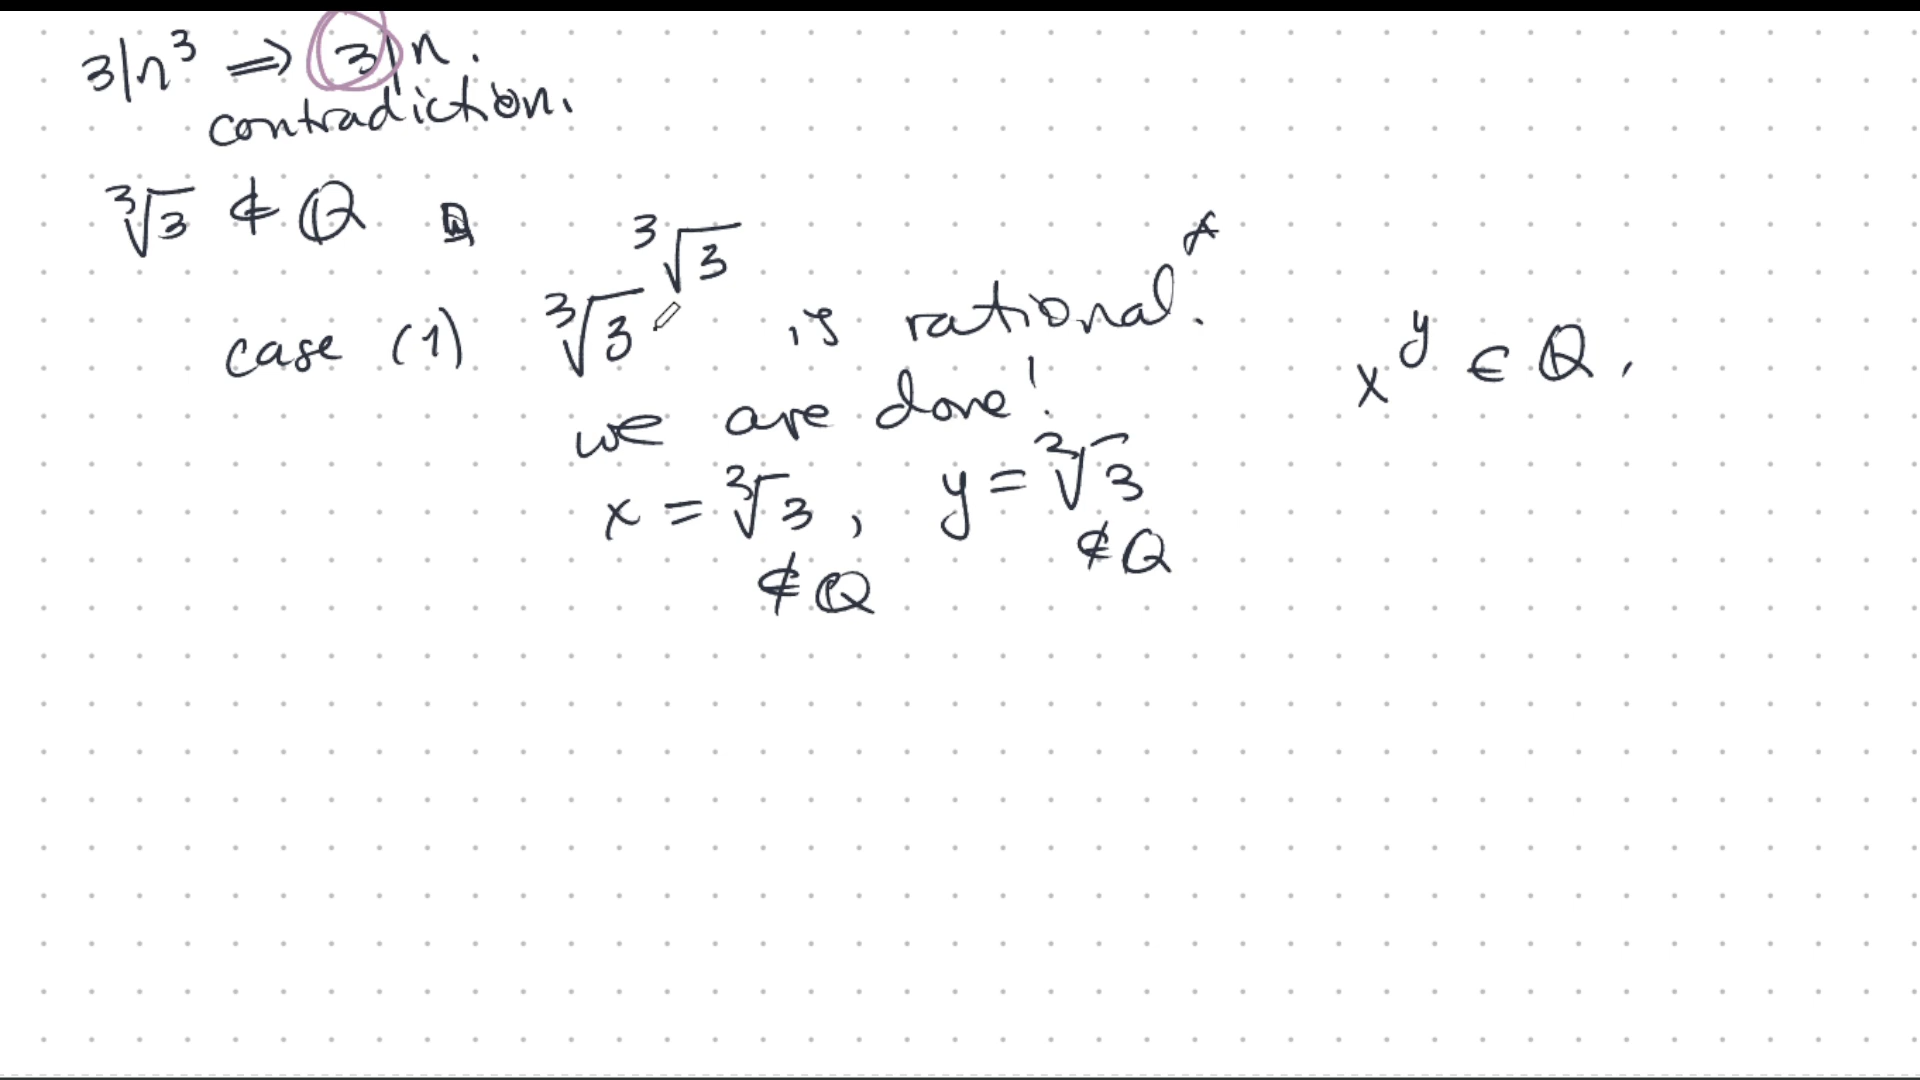 3|n³ ⟹ 3|n.
contradiction.
∛3 ∉ ℚ
case (1) ∛3^∛3 is rational.
x^y ∈ ℚ,
we are done!
x = ∛3, y = ∛3
∉ ℚ ∉ ℚ